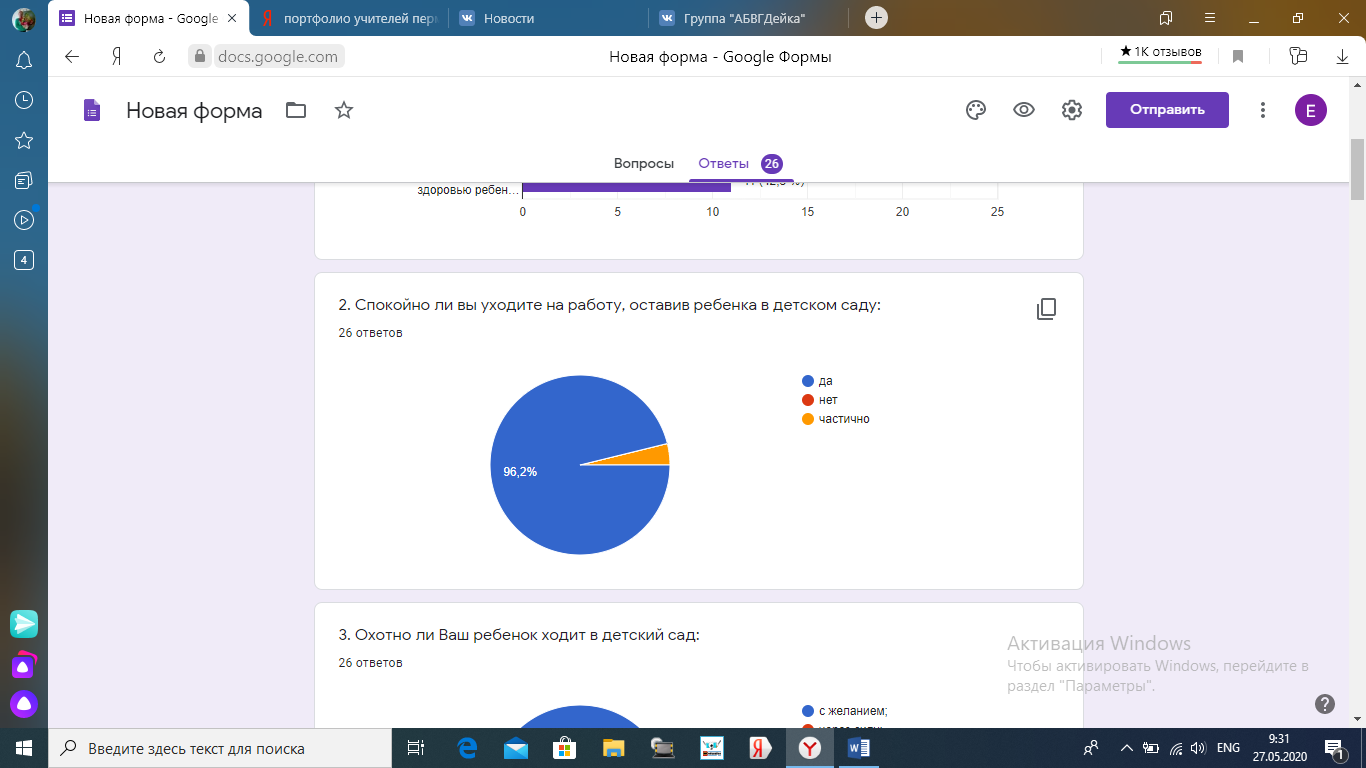 Новая форма - Google
портфолио учителей пер
Новости
Группа "АБВГДейка"
docs.google.com
Новая форма - Google Формы
★ 1К отзывов
Новая форма
Отправить
E
Вопросы
Ответы 26
здоровью ребен...
0 5 10 15 20 25
2. Спокойно ли вы уходите на работу, оставив ребенка в детском саду:
26 ответов
да
нет
частично
96,2%
3. Охотно ли Ваш ребенок ходит в детский сад:
26 ответов
с желанием;
Активация Windows
Чтобы активировать Windows, перейдите в
раздел "Параметры".
4
Введите здесь текст для поиска
ENG
9:31
27.05.2020
1